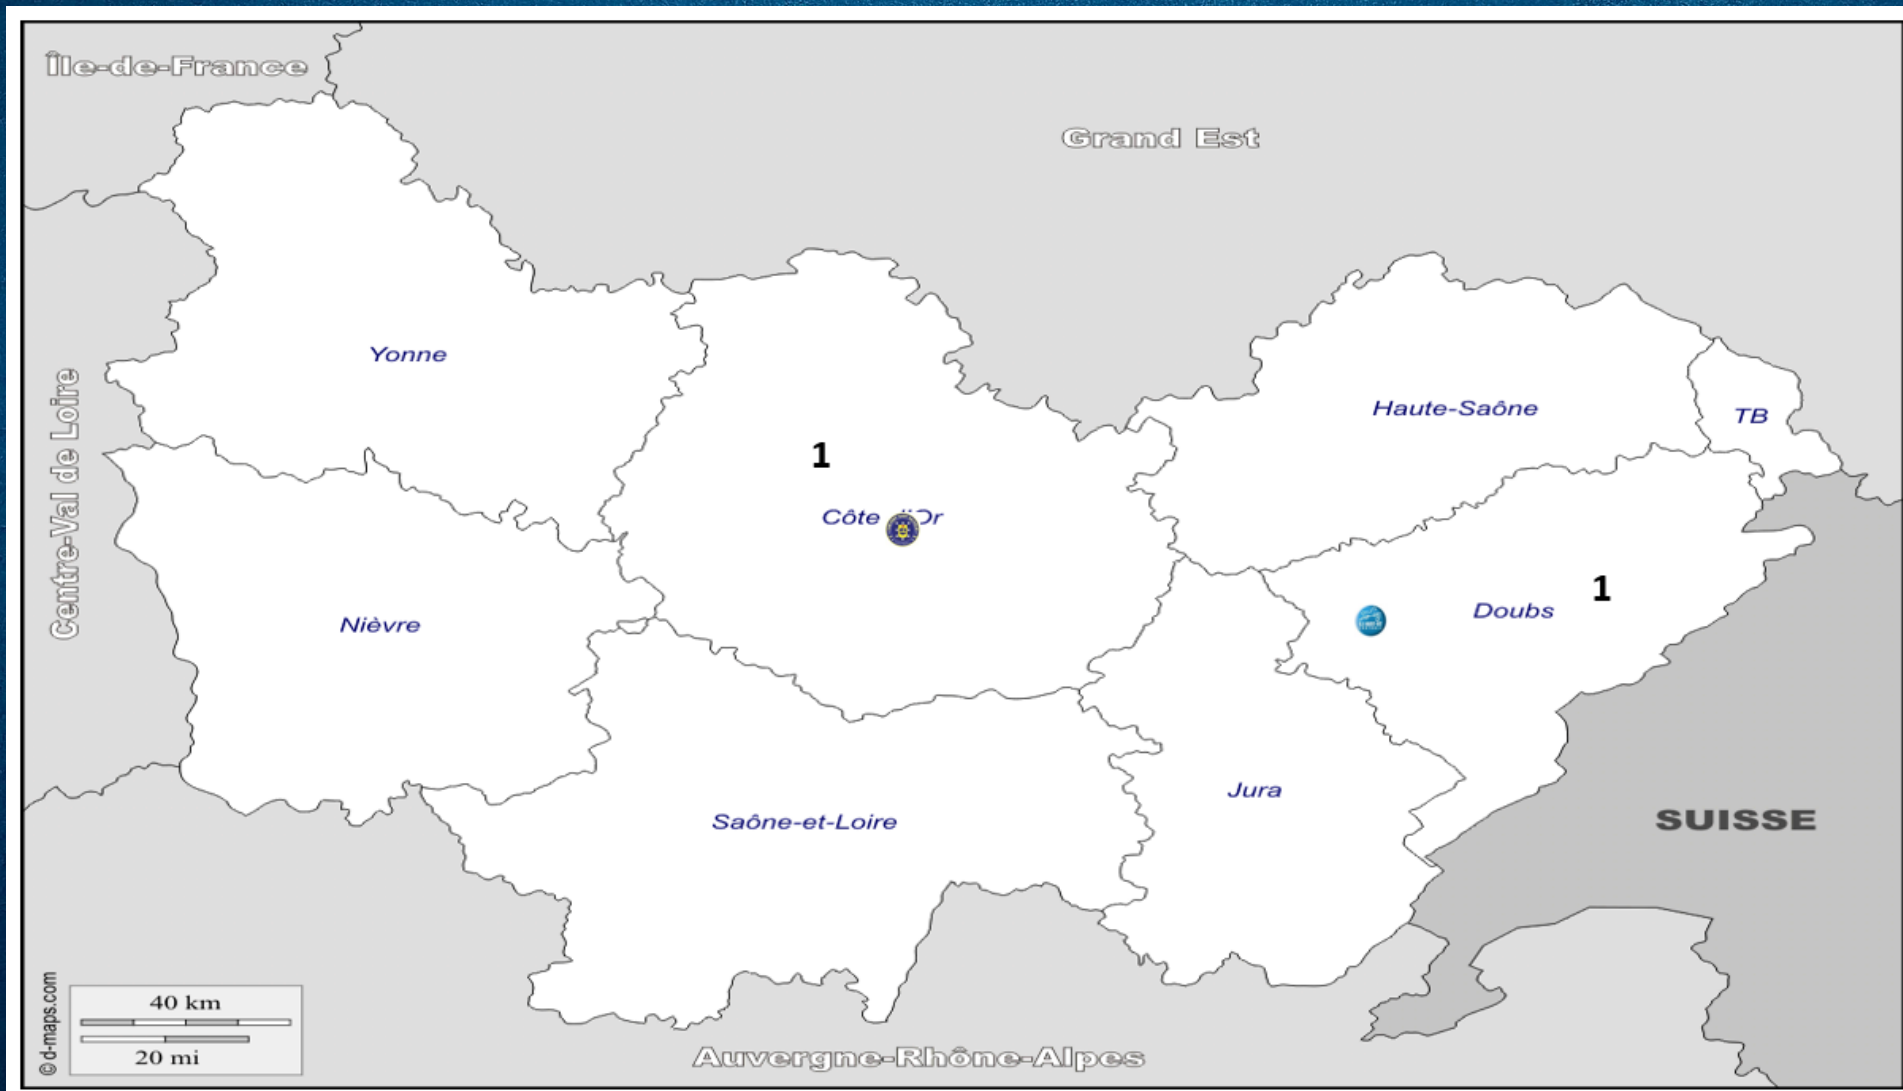 Île-de-France
Grand Est
Yonne
Haute-Saône
TB
1
Côte d'Or
Centre-Val de Loire
1
Doubs
Nièvre
Jura
Saône-et-Loire
SUISSE
40 km
20 mi
© d-maps.com
Auvergne-Rhône-Alpes